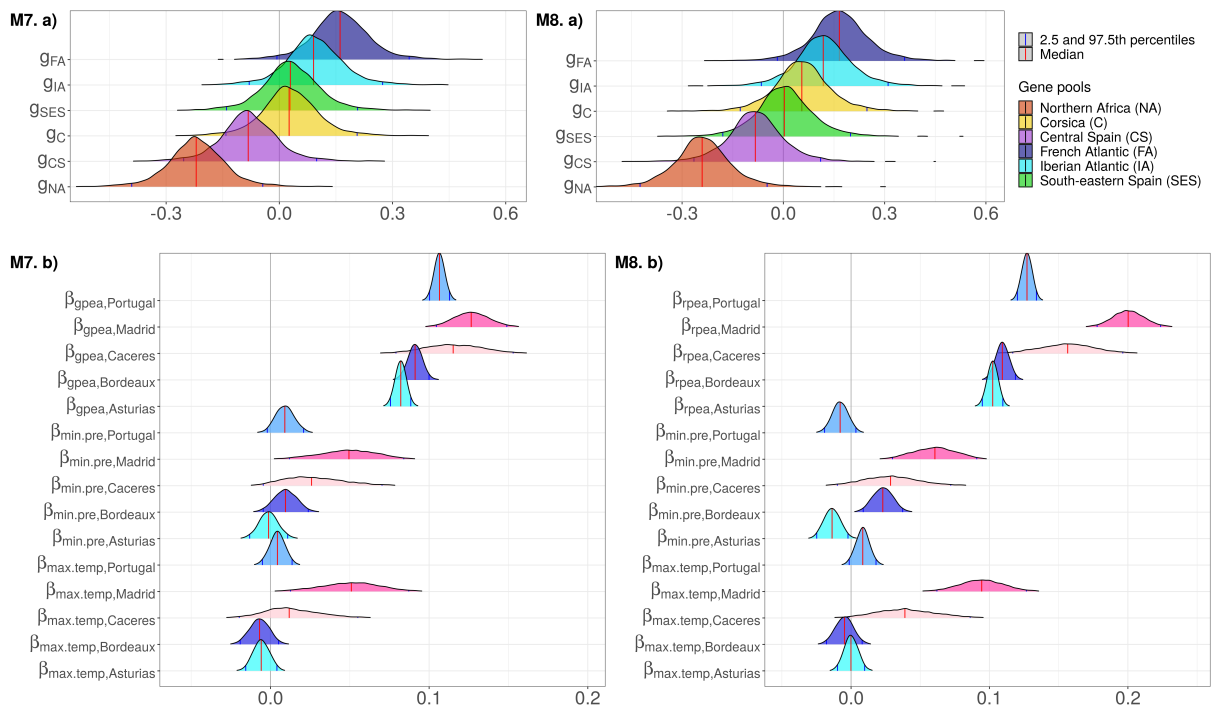 M7. a)
gFA
gIA
gSES
gC
gCS
gNA
-0.3 0.0 0.3 0.6
M8. a)
gFA
gIA
gC
gSES
gCS
gNA
-0.3 0.0 0.3 0.6
2.5 and 97.5th percentiles
Median
Gene pools
Northern Africa (NA)
Corsica (C)
Central Spain (CS)
French Atlantic (FA)
Iberian Atlantic (IA)
South-eastern Spain (SES)
M7. b)
βgpea,Portugal
βgpea,Madrid
βgpea,Caceres
βgpea,Bordeaux
βgpea,Asturias
βmin.pre,Portugal
βmin.pre,Madrid
βmin.pre,Caceres
βmin.pre,Bordeaux
βmin.pre,Asturias
βmax.temp,Portugal
βmax.temp,Madrid
βmax.temp,Caceres
βmax.temp,Bordeaux
βmax.temp,Asturias
0.0 0.1 0.2
M8. b)
βrpea,Portugal
βrpea,Madrid
βrpea,Caceres
βrpea,Bordeaux
βrpea,Asturias
βmin.pre,Portugal
βmin.pre,Madrid
βmin.pre,Caceres
βmin.pre,Bordeaux
βmin.pre,Asturias
βmax.temp,Portugal
βmax.temp,Madrid
βmax.temp,Caceres
βmax.temp,Bordeaux
βmax.temp,Asturias
0.0 0.1 0.2